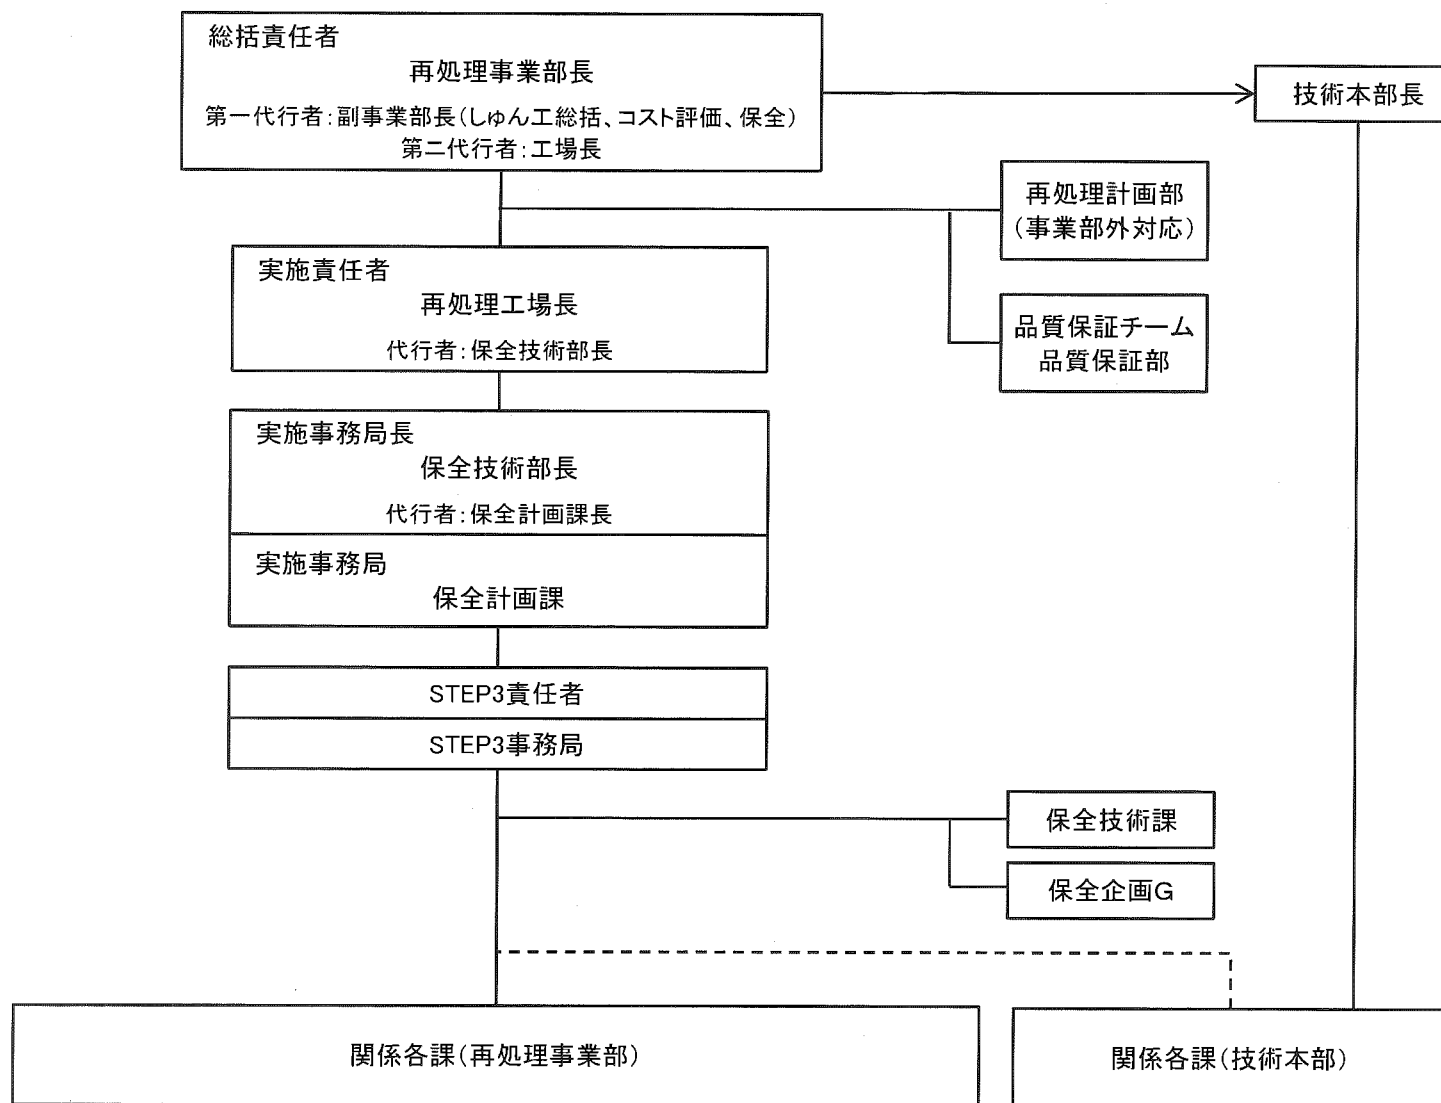 総括責任者
再処理事業部長
第一代行者：副事業部長（しゅん工総括、コスト評価、保全）
第二代行者：工場長
技術本部長
再処理計画部
（事業部外対応）
実施責任者
再処理工場長
代行者：保全技術部長
品質保証チーム
品質保証部
実施事務局長
保全技術部長
代行者：保全計画課長
実施事務局
保全計画課
STEP3責任者
STEP3事務局
保全技術課
保全企画G
関係各課（再処理事業部）
関係各課（技術本部）